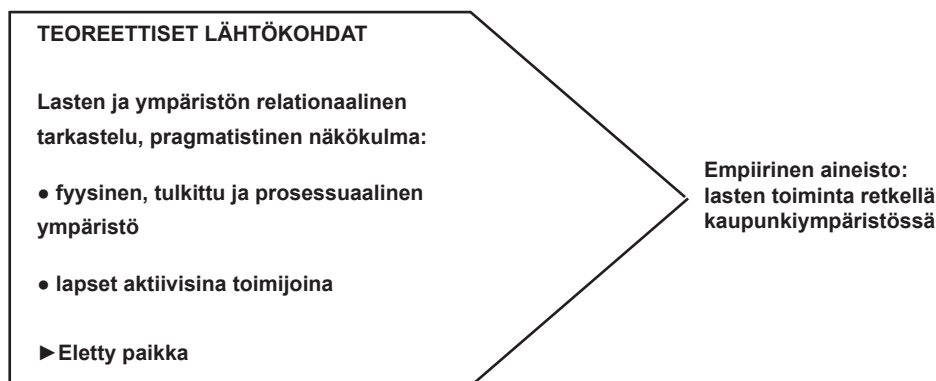 TEOREETTISET LÄHTÖKOHDAT
Lasten ja ympäristön relationaalinen
tarkastelu, pragmatistinen näkökulma:
● fyysinen, tulkittu ja prosessuaalinen
ympäristö
● lapset aktiivisina toimijoina
►Eletty paikka
Empiirinen aineisto:
lasten toiminta retkellä
kaupunkiympäristössä